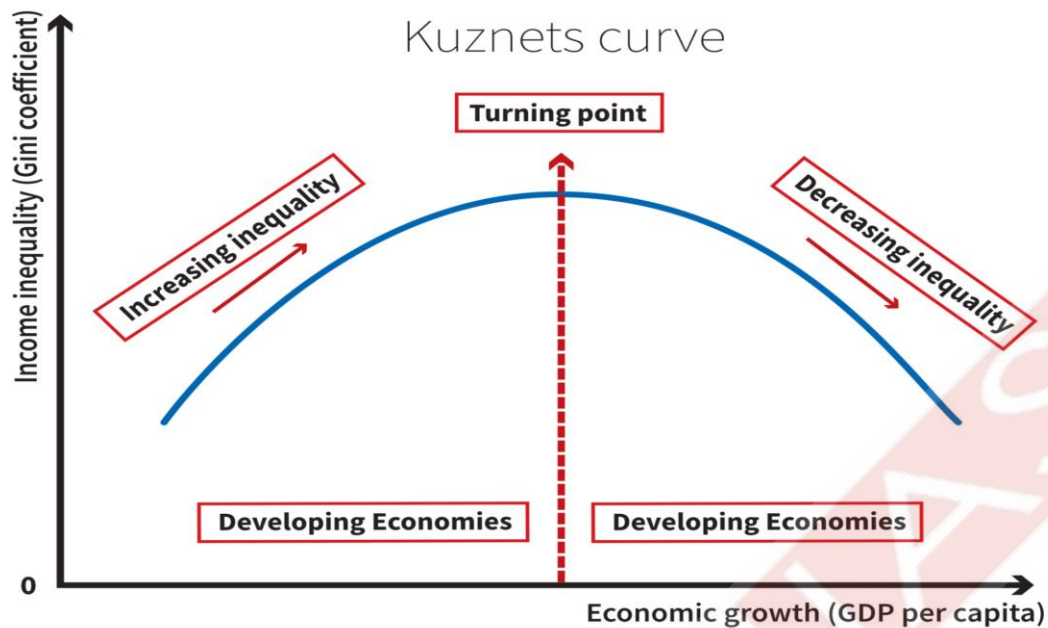 Kuznets curve
Turning point
Income inequality (Gini coefficient)
Increasing inequality
Decreasing inequality
Developing Economies
Developing Economies
0
Economic growth (GDP per capita)